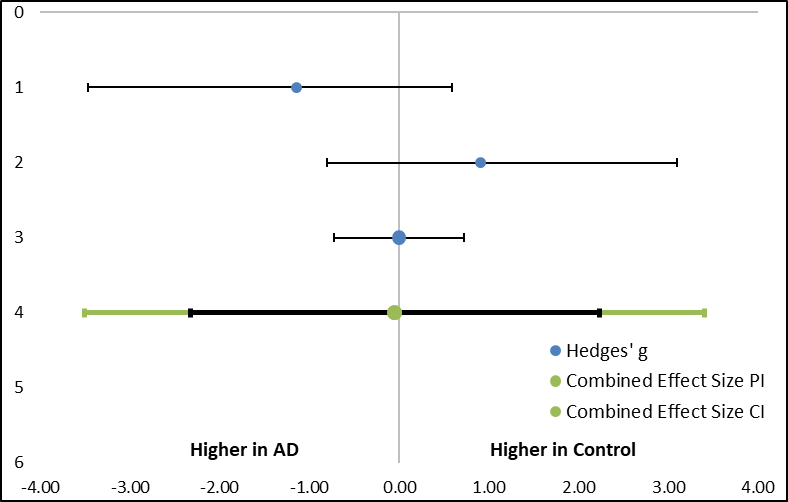 0
1
2
3
4
Hedges' g
Combined Effect Size PI
5
Combined Effect Size CI
Higher in AD Higher in Control
6
-4.00 -3.00 -2.00 -1.00 0.00 1.00 2.00 3.00 4.00